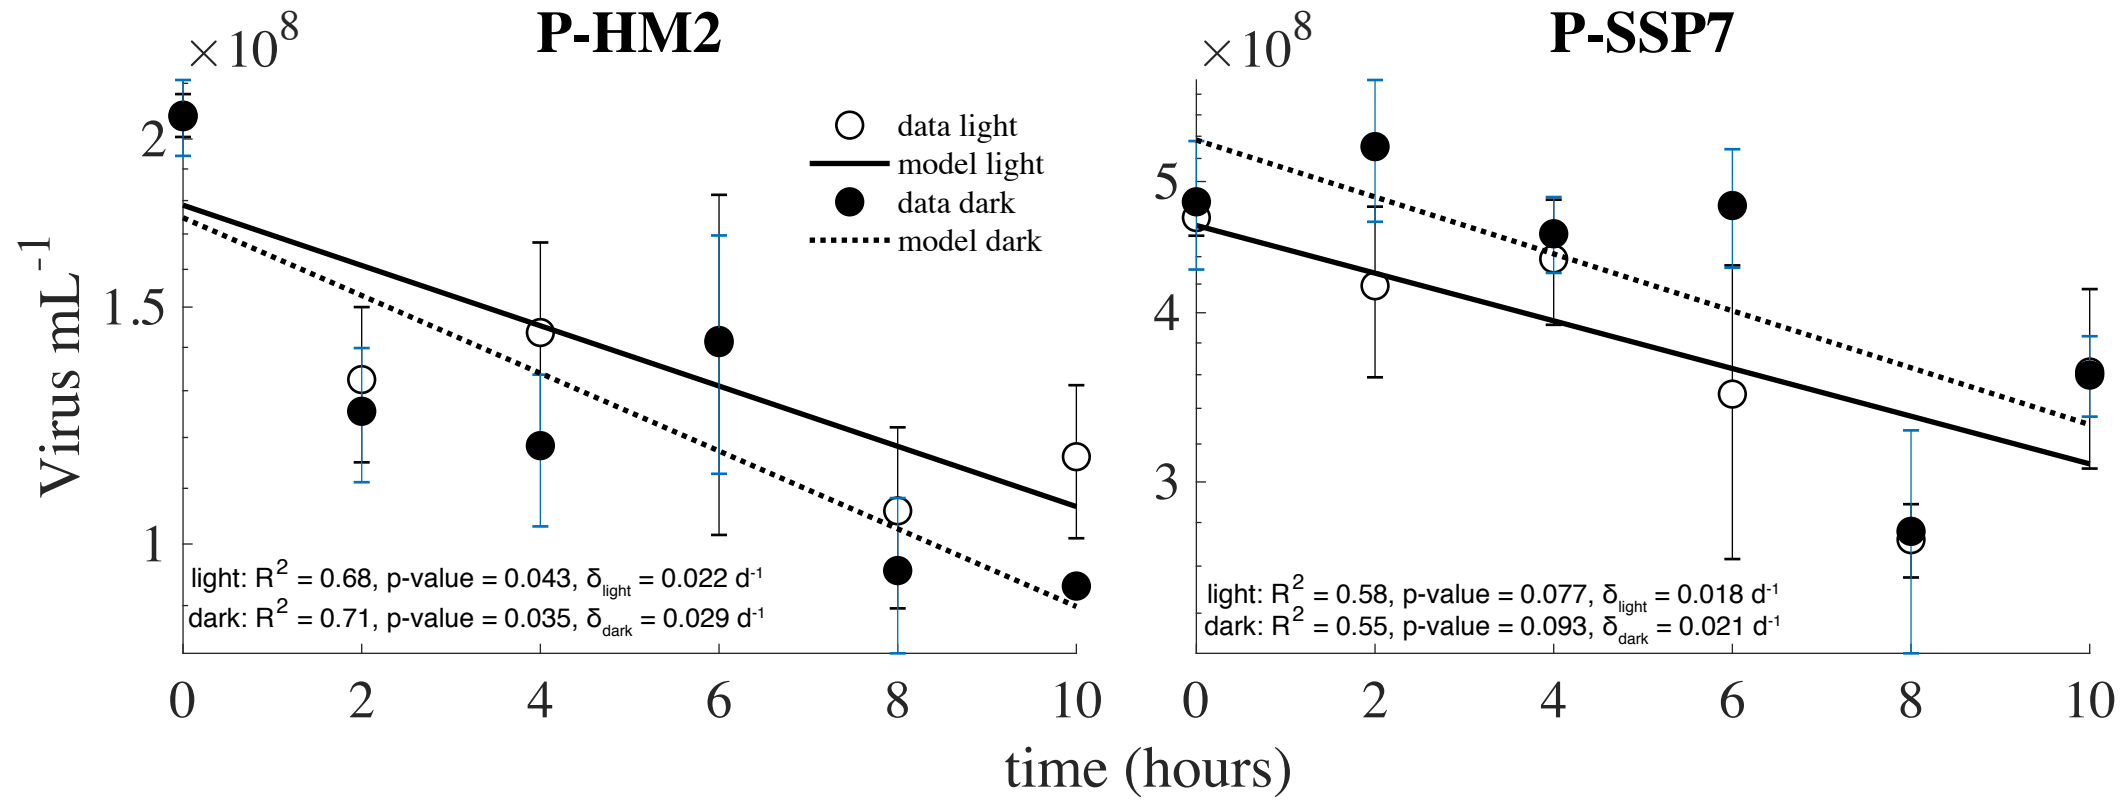 P-HM2
×10^8
Virus mL^-1
2
1.5
1
data light
model light
data dark
model dark
light: R^2 = 0.68, p-value = 0.043, δ_light = 0.022 d^-1
dark: R^2 = 0.71, p-value = 0.035, δ_dark = 0.029 d^-1
0 2 4 6 8 10
P-SSP7
×10^8
5
4
3
light: R^2 = 0.58, p-value = 0.077, δ_light = 0.018 d^-1
dark: R^2 = 0.55, p-value = 0.093, δ_dark = 0.021 d^-1
0 2 4 6 8 10
time (hours)